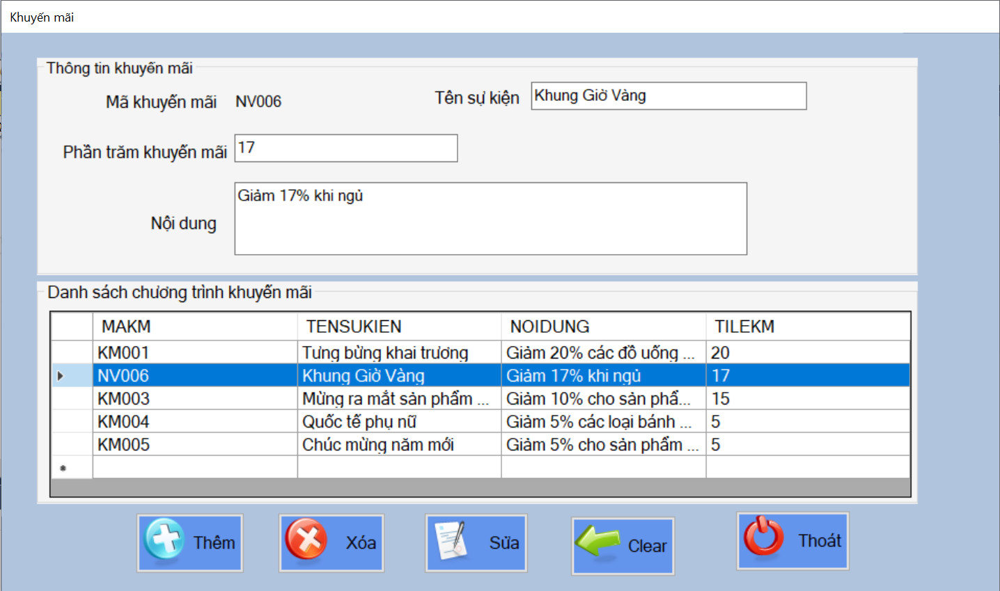 Khuyến mãi
Thông tin khuyến mãi
Mã khuyến mãi NV006 Tên sự kiện Khung Giờ Vàng
Phần trăm khuyến mãi 17
Nội dung Giảm 17% khi ngủ
Danh sách chương trình khuyến mãi
MAKM TENSUKIEN NOIDUNG TILEKM
KM001 Tưng bừng khai trương Giảm 20% các đồ uống ... 20
NV006 Khung Giờ Vàng Giảm 17% khi ngủ 17
KM003 Mừng ra mắt sản phẩm ... Giảm 10% cho sản phẩ... 15
KM004 Quốc tế phụ nữ Giảm 5% các loại bánh ... 5
KM005 Chúc mừng năm mới Giảm 5% cho sản phẩm ... 5
Thêm Xóa Sửa Clear Thoát